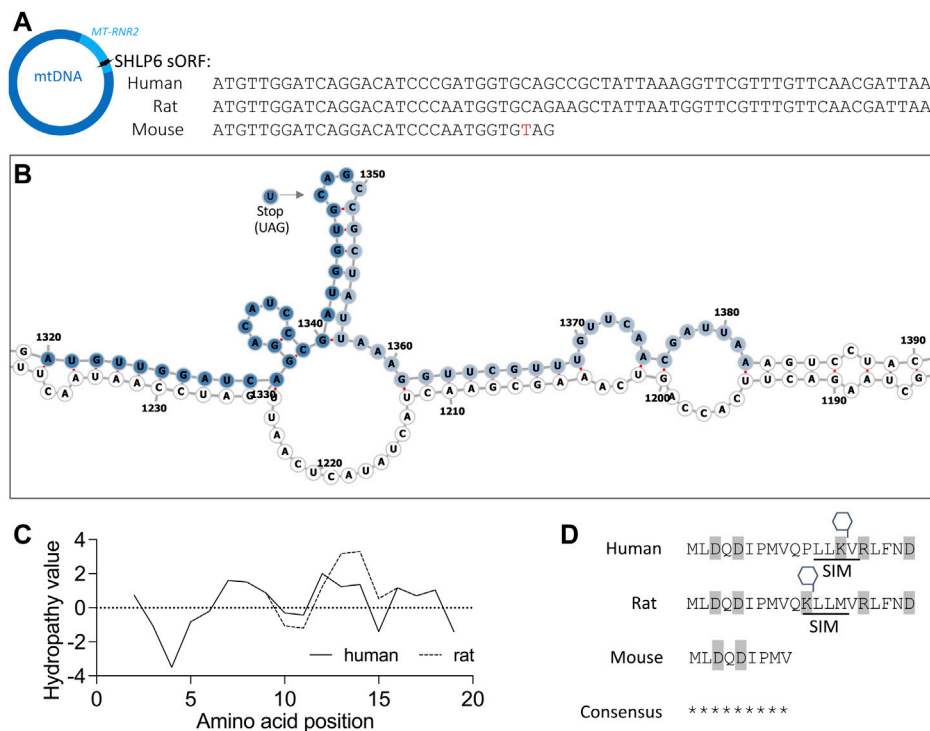 A
MT-RNR2
SHLP6 sORF:
mtDNA
Human ATGTTGGATCAGGACATCCCGATGGTGCAGCCGCTATTAAAGGTTCGTTTGTTCAACGATTAA
Rat ATGTTGGATCAGGACATCCCAATGGTGCAGAAGCTATTAATGGTTCGTTTGTTCAACGATTAA
Mouse ATGTTGGATCAGGACATCCCAATGGTGTAG
B
U
Stop
(UAG)
1350
1320
1340
1360
1370
1380
1390
1230
1330
1220
1210
1200
1190
C
Hydropathy value
4
2
0
-2
-4
human
rat
0 5 10 15 20
Amino acid position
D
Human MLDQDIPMVQPLLKVRLFND
SIM
Rat MLDQDIPMVQKLLMVRLFND
SIM
Mouse MLDQDIPMV
Consensus *********